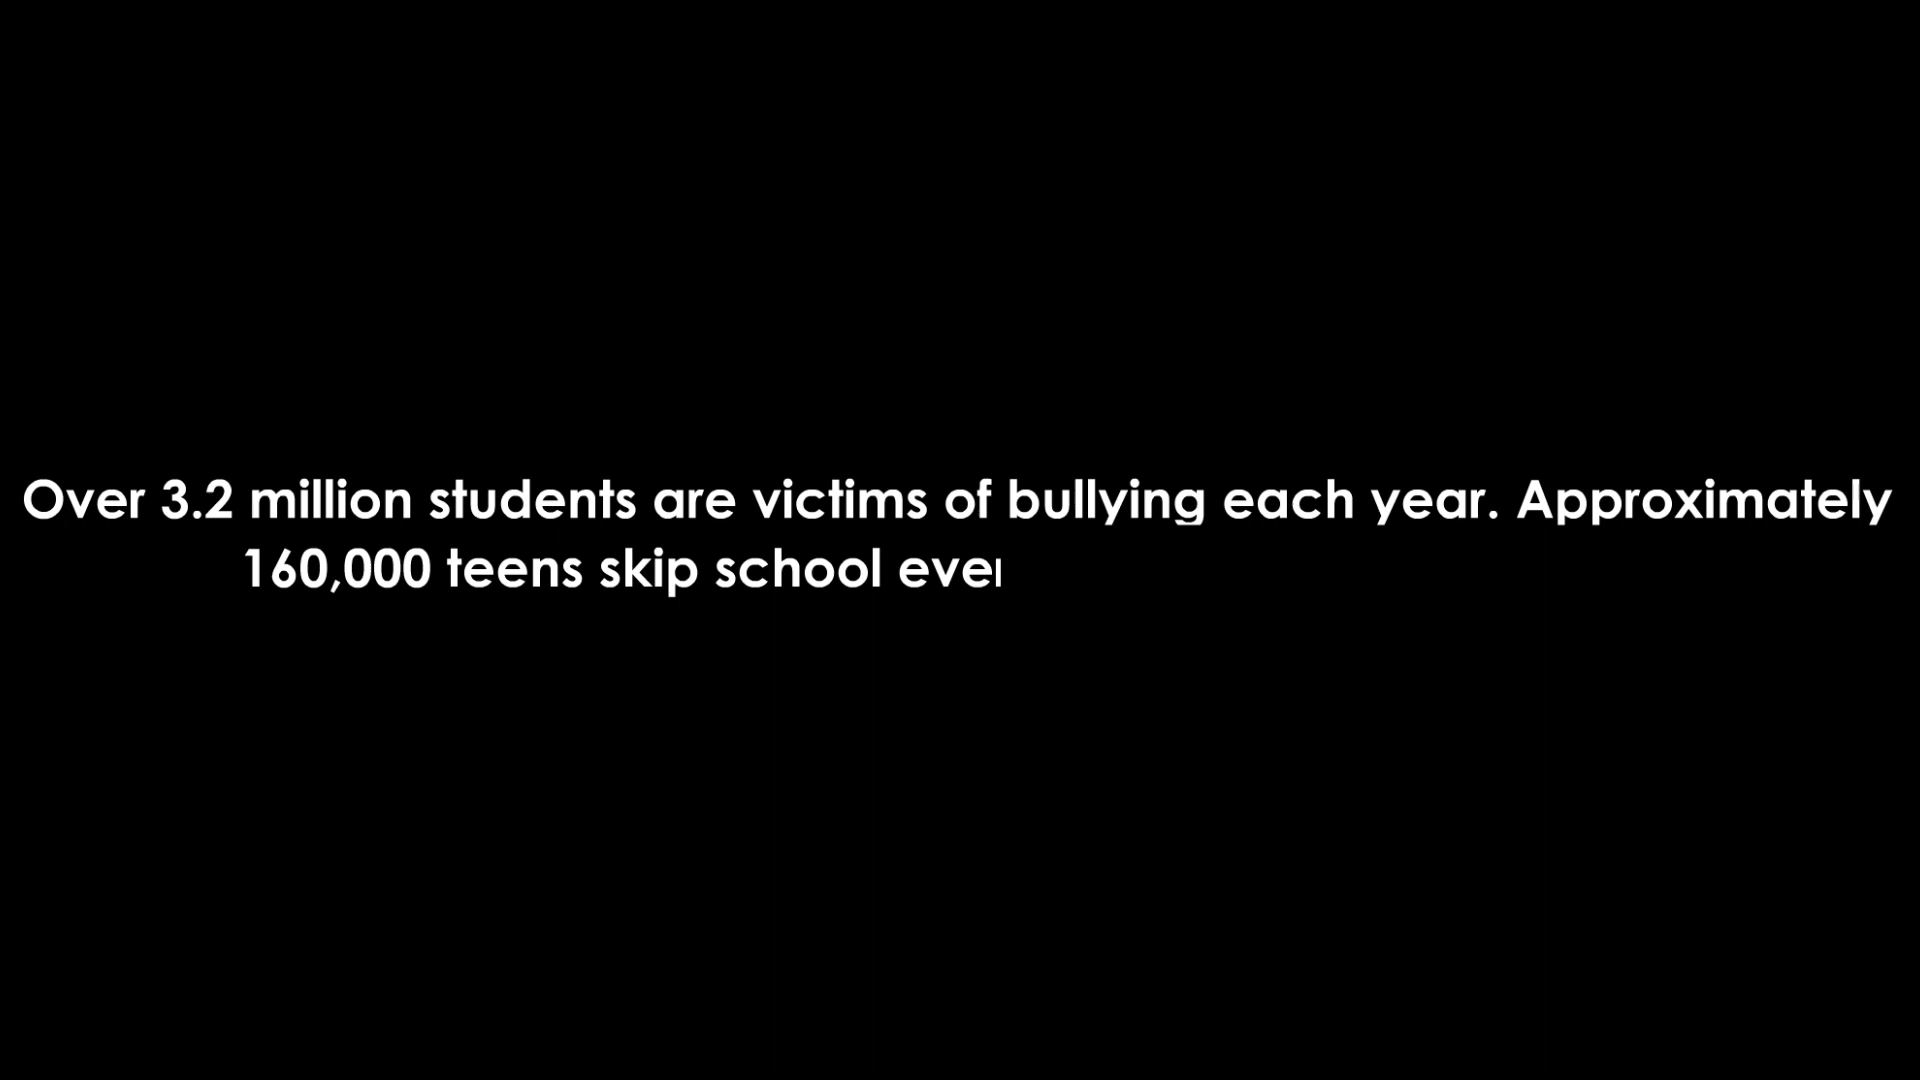 Over 3.2 million students are victims of bullying each year. Approximately
160,000 teens skip school eve